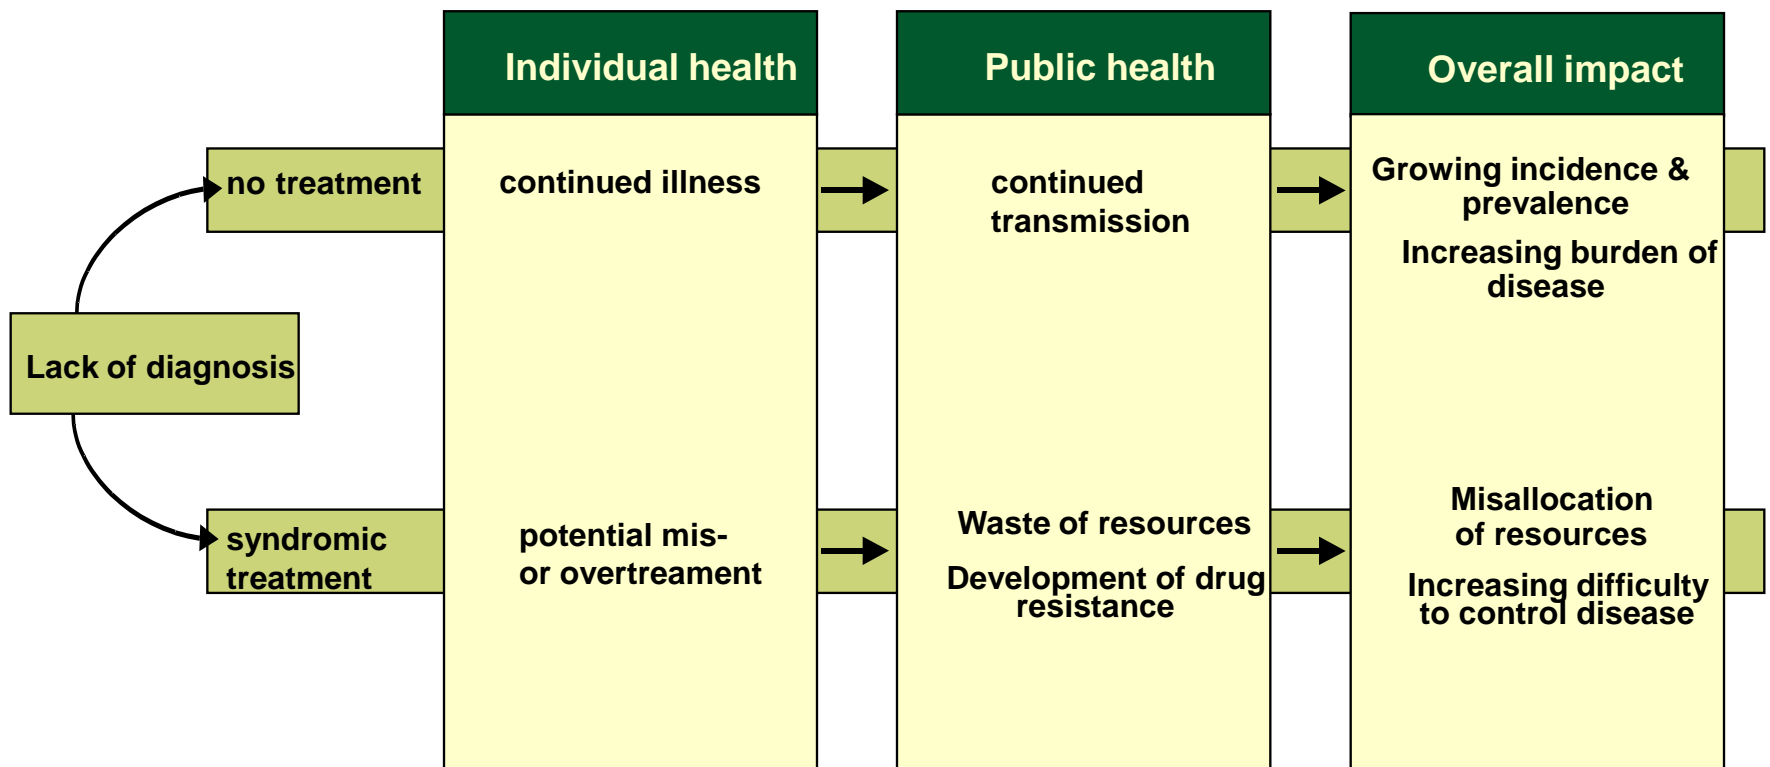 Individual health
Public health
Overall impact
no treatment
continued illness
continued
transmission
Growing incidence &
prevalence
Increasing burden of
disease
Lack of diagnosis
syndromic
treatment
potential mis-
or overtreament
Waste of resources
Development of drug
resistance
Misallocation
of resources
Increasing difficulty
to control disease